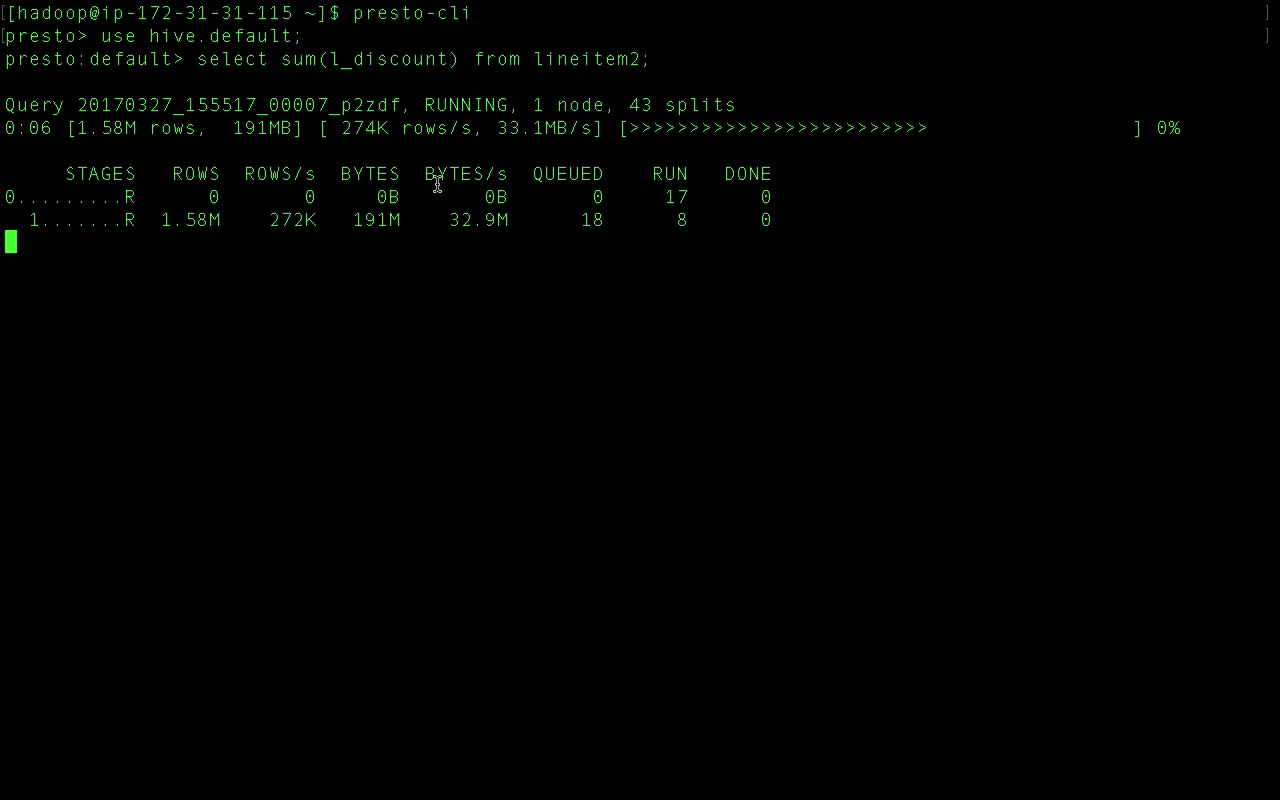 [[hadoop@ip-172-31-31-115 ~]$ presto-cli ]
[presto> use hive.default; ]
presto:default> select sum(l_discount) from lineitem2;
Query 20170327_155517_00007_p2zdf, RUNNING, 1 node, 43 splits
0:06 [1.58M rows,  191MB] [ 274K rows/s, 33.1MB/s] [>>>>>>>>>>>>>>>>>>>>>>>>>                 ] 0%
STAGES   ROWS  ROWS/s  BYTES  BYTES/s  QUEUED    RUN   DONE
0.........R      0       0     0B       0B       0     17      0
1.......R  1.58M    272K   191M    32.9M      18      8      0